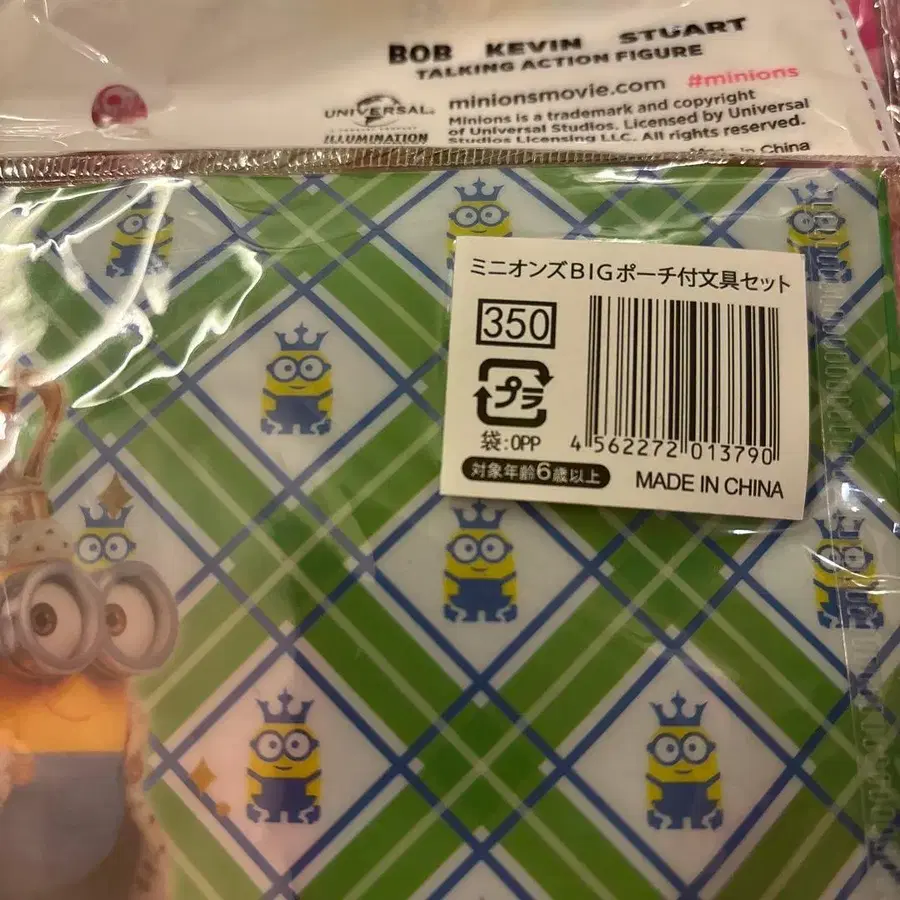 BOB KEVIN STUART
TALKING ACTION FIGURE
minionsmovie.com #minions
UNIVERSAL
ILLUMINATION
Minions is a trademark and copyright
of Universal Studios. Licensed by Universal
Studios Licensing LLC. All rights reserved.
Made in China
ミニオンズBIGポーチ付文具セット
350
プラ
袋:OPP
4 562272 013790
対象年齢6歳以上
MADE IN CHINA